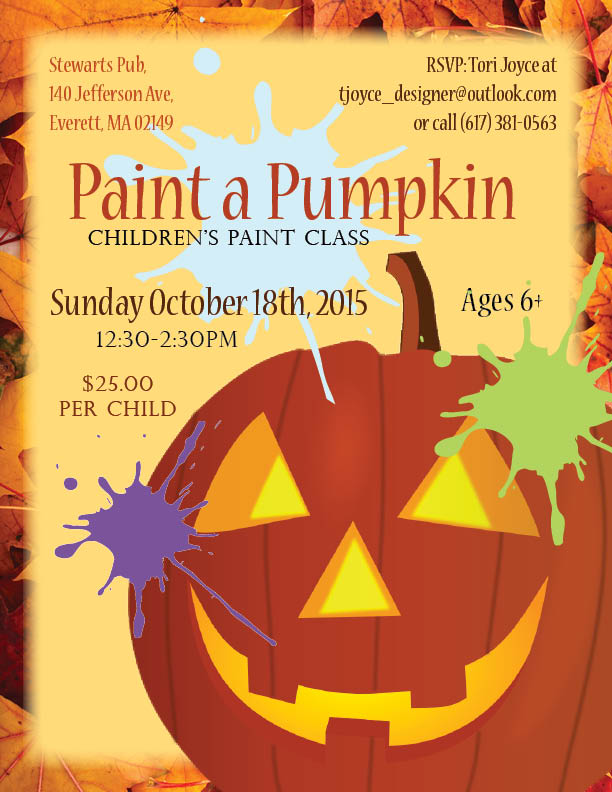 Stewarts Pub,
140 Jefferson Ave,
Everett, MA 02149
RSVP: Tori Joyce at
tjoyce_designer@outlook.com
or call (617) 381-0563
Paint a Pumpkin
CHILDREN'S PAINT CLASS
Sunday October 18th, 2015
12:30-2:30PM
Ages 6+
$25.00
PER CHILD